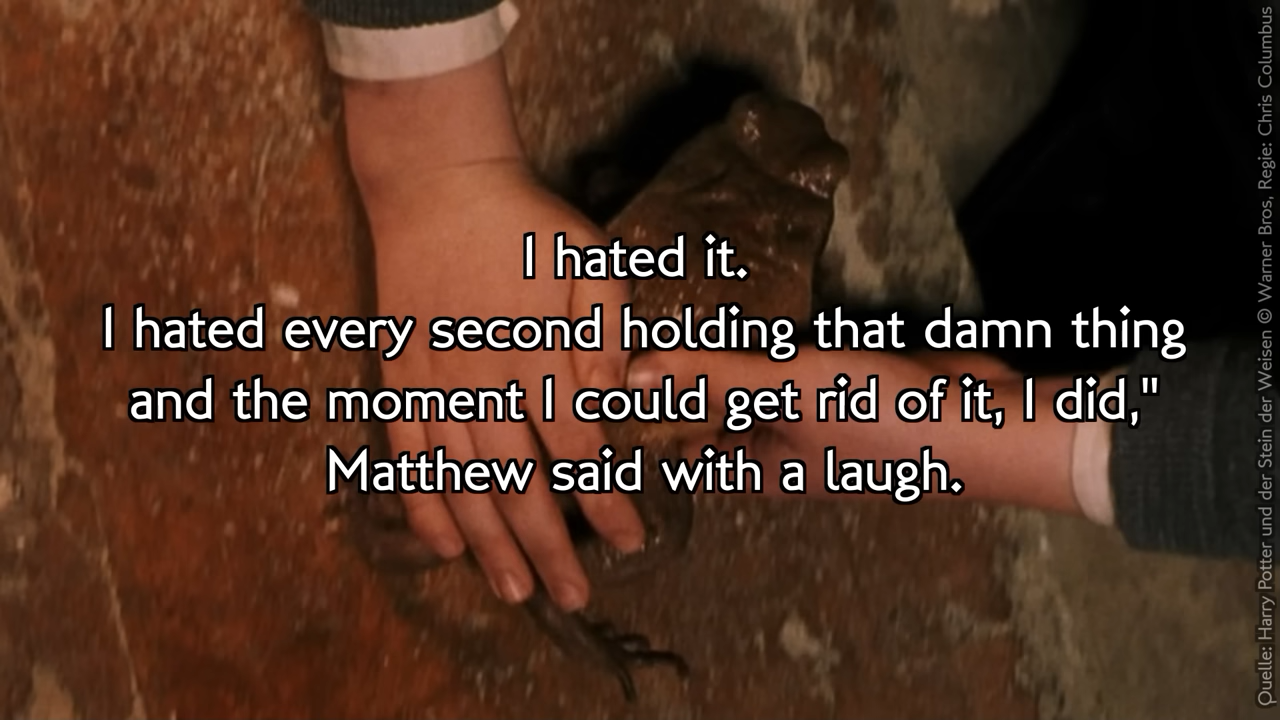 I hated it.
I hated every second holding that damn thing
and the moment I could get rid of it, I did,"
Matthew said with a laugh.
Quelle: Harry Potter und der Stein der Weisen © Warner Bros, Regie: Chris Columbus